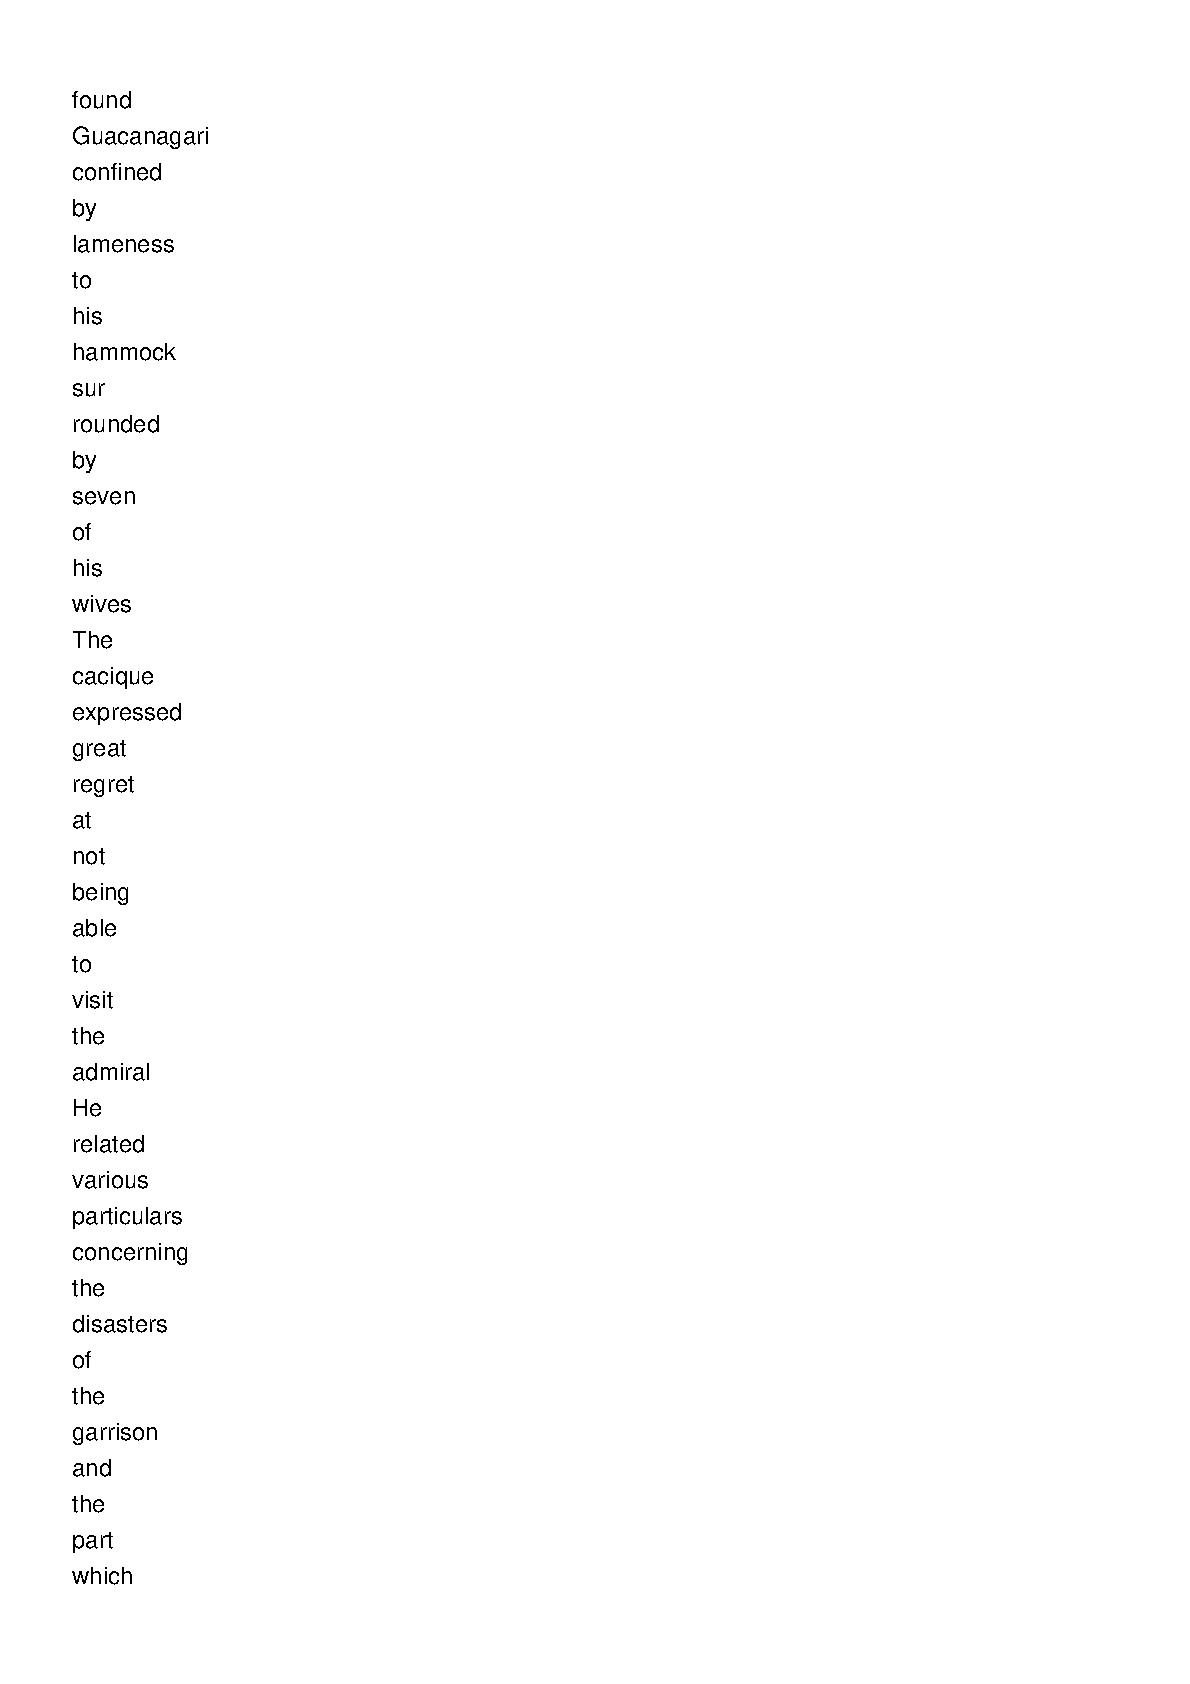 found
Guacanagari
confined
by
lameness
to
his
hammock
sur
rounded
by
seven
of
his
wives
The
cacique
expressed
great
regret
at
not
being
able
to
visit
the
admiral
He
related
various
particulars
concerning
the
disasters
of
the
garrison
and
the
part
which